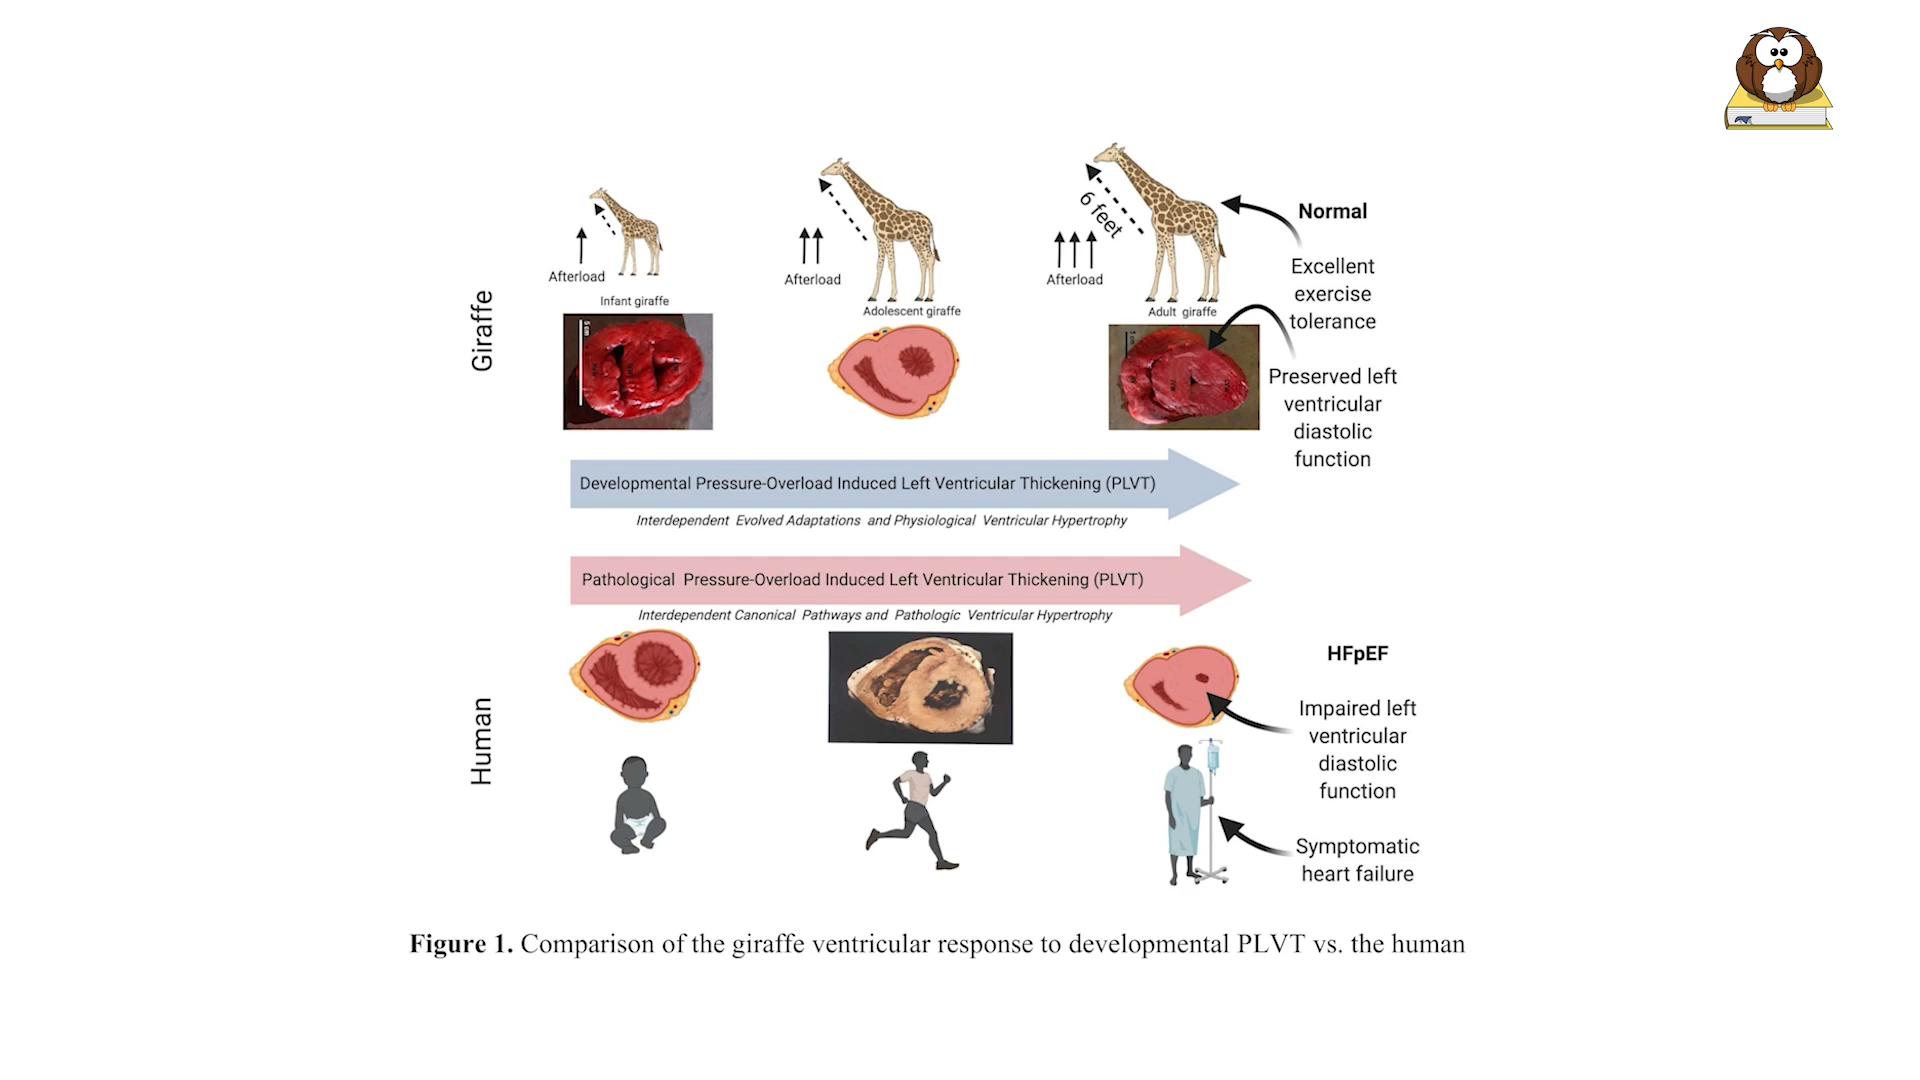 Giraffe
Afterload
Infant giraffe
Afterload
Adolescent giraffe
6 feet
Afterload
Adult giraffe
Normal
Excellent
exercise
tolerance
Preserved left
ventricular
diastolic
function
5 cm
Developmental Pressure-Overload Induced Left Ventricular Thickening (PLVT)
Interdependent Evolved Adaptations and Physiological Ventricular Hypertrophy
Pathological Pressure-Overload Induced Left Ventricular Thickening (PLVT)
Interdependent Canonical Pathways and Pathologic Ventricular Hypertrophy
Human
HFpEF
Impaired left
ventricular
diastolic
function
Symptomatic
heart failure
Figure 1. Comparison of the giraffe ventricular response to developmental PLVT vs. the human